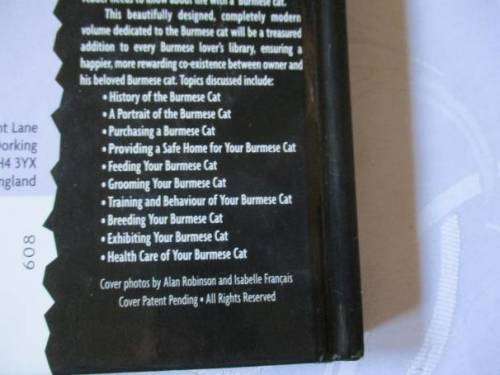 reader needs to know about life with a Burmese cat.
This beautifully designed, completely modern
volume dedicated to the Burmese cat will be a treasured
addition to every Burmese lover's library, ensuring a
happier, more rewarding co-existence between owner and
his beloved Burmese cat. Topics discussed include:
• History of the Burmese Cat
• A Portrait of the Burmese Cat
• Purchasing a Burmese Cat
• Providing a Safe Home for Your Burmese Cat
• Feeding Your Burmese Cat
• Grooming Your Burmese Cat
• Training and Behaviour of Your Burmese Cat
• Breeding Your Burmese Cat
• Exhibiting Your Burmese Cat
• Health Care of Your Burmese Cat
Cover photos by Alan Robinson and Isabelle Français
Cover Patent Pending • All Rights Reserved
nt Lane
orking
H4 3YX
ngland
608